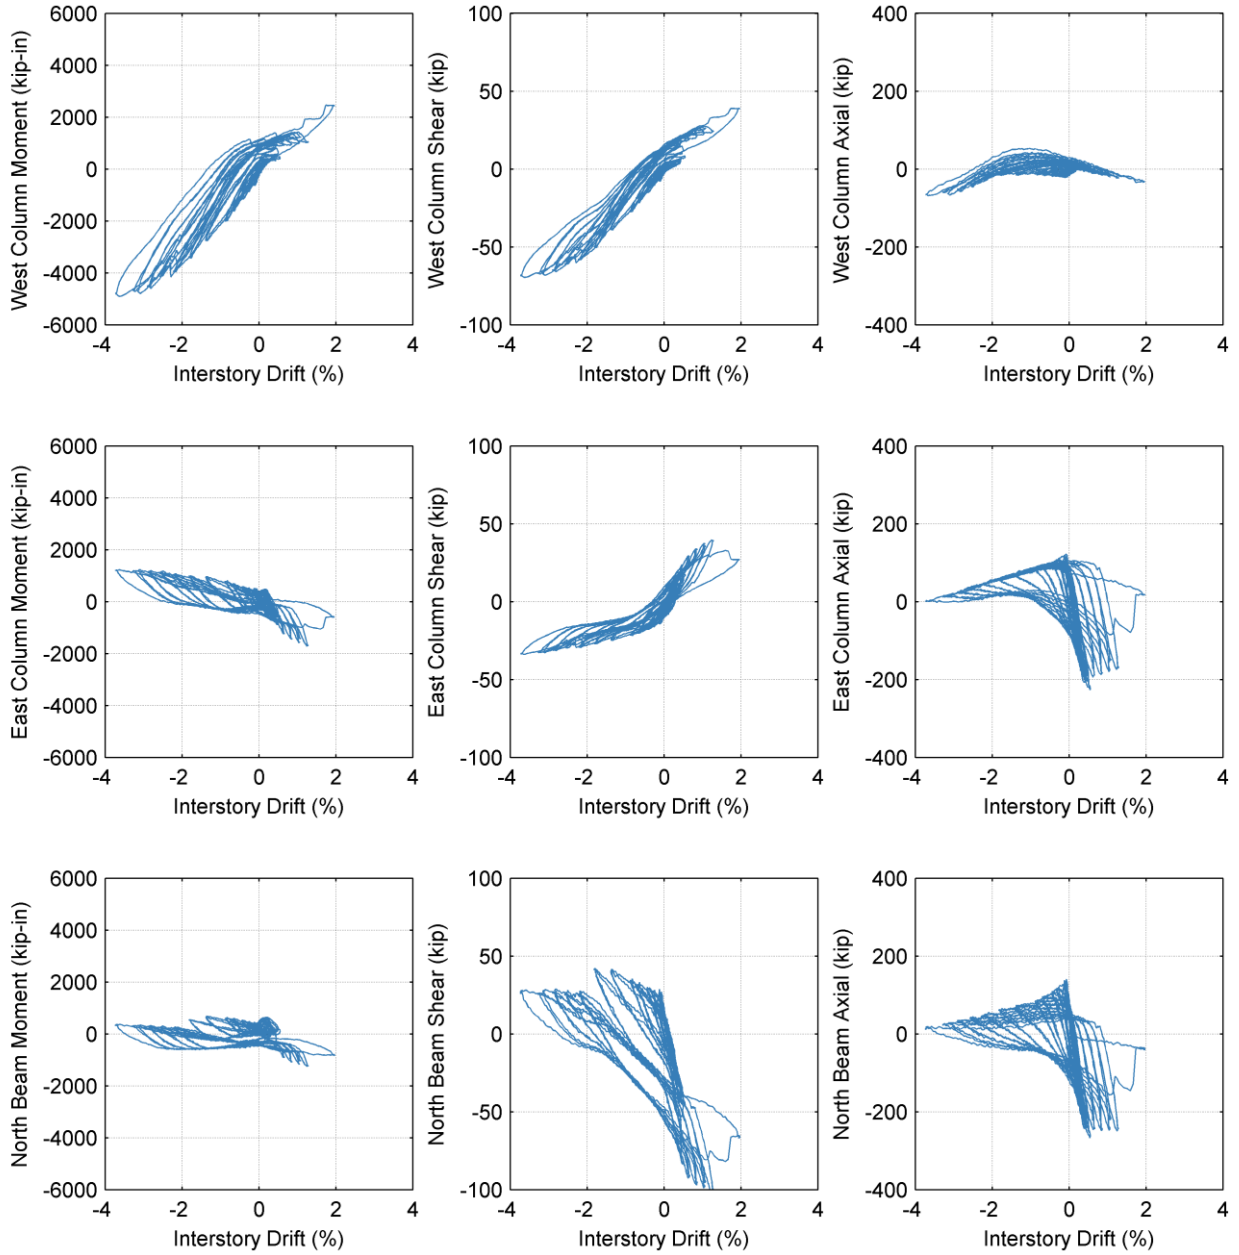 West Column Moment (kip-in)
6000
4000
2000
0
-2000
-4000
-6000
-4 -2 0 2 4
Interstory Drift (%)
West Column Shear (kip)
100
50
0
-50
-100
-4 -2 0 2 4
Interstory Drift (%)
West Column Axial (kip)
400
200
0
-200
-400
-4 -2 0 2 4
Interstory Drift (%)
East Column Moment (kip-in)
6000
4000
2000
0
-2000
-4000
-6000
-4 -2 0 2 4
Interstory Drift (%)
East Column Shear (kip)
100
50
0
-50
-100
-4 -2 0 2 4
Interstory Drift (%)
East Column Axial (kip)
400
200
0
-200
-400
-4 -2 0 2 4
Interstory Drift (%)
North Beam Moment (kip-in)
6000
4000
2000
0
-2000
-4000
-6000
-4 -2 0 2 4
Interstory Drift (%)
North Beam Shear (kip)
100
50
0
-50
-100
-4 -2 0 2 4
Interstory Drift (%)
North Beam Axial (kip)
400
200
0
-200
-400
-4 -2 0 2 4
Interstory Drift (%)